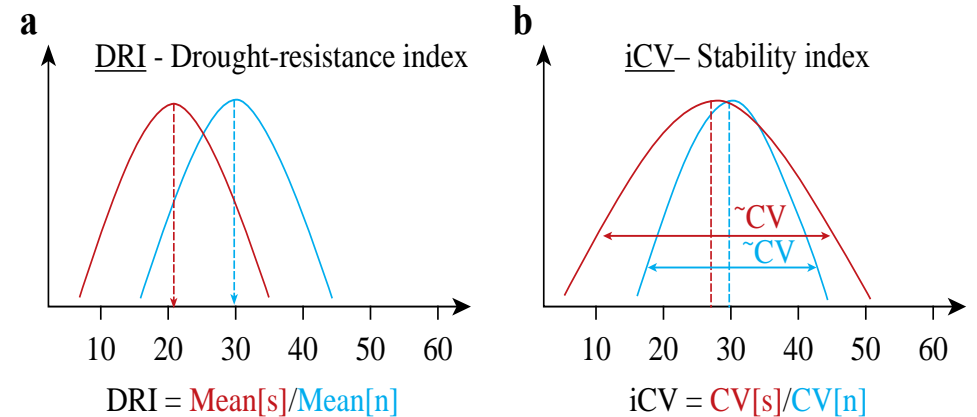 a
DRI - Drought-resistance index
10 20 30 40 50 60
DRI = Mean[s]/Mean[n]
b
iCV– Stability index
~CV
~CV
10 20 30 40 50 60
iCV = CV[s]/CV[n]